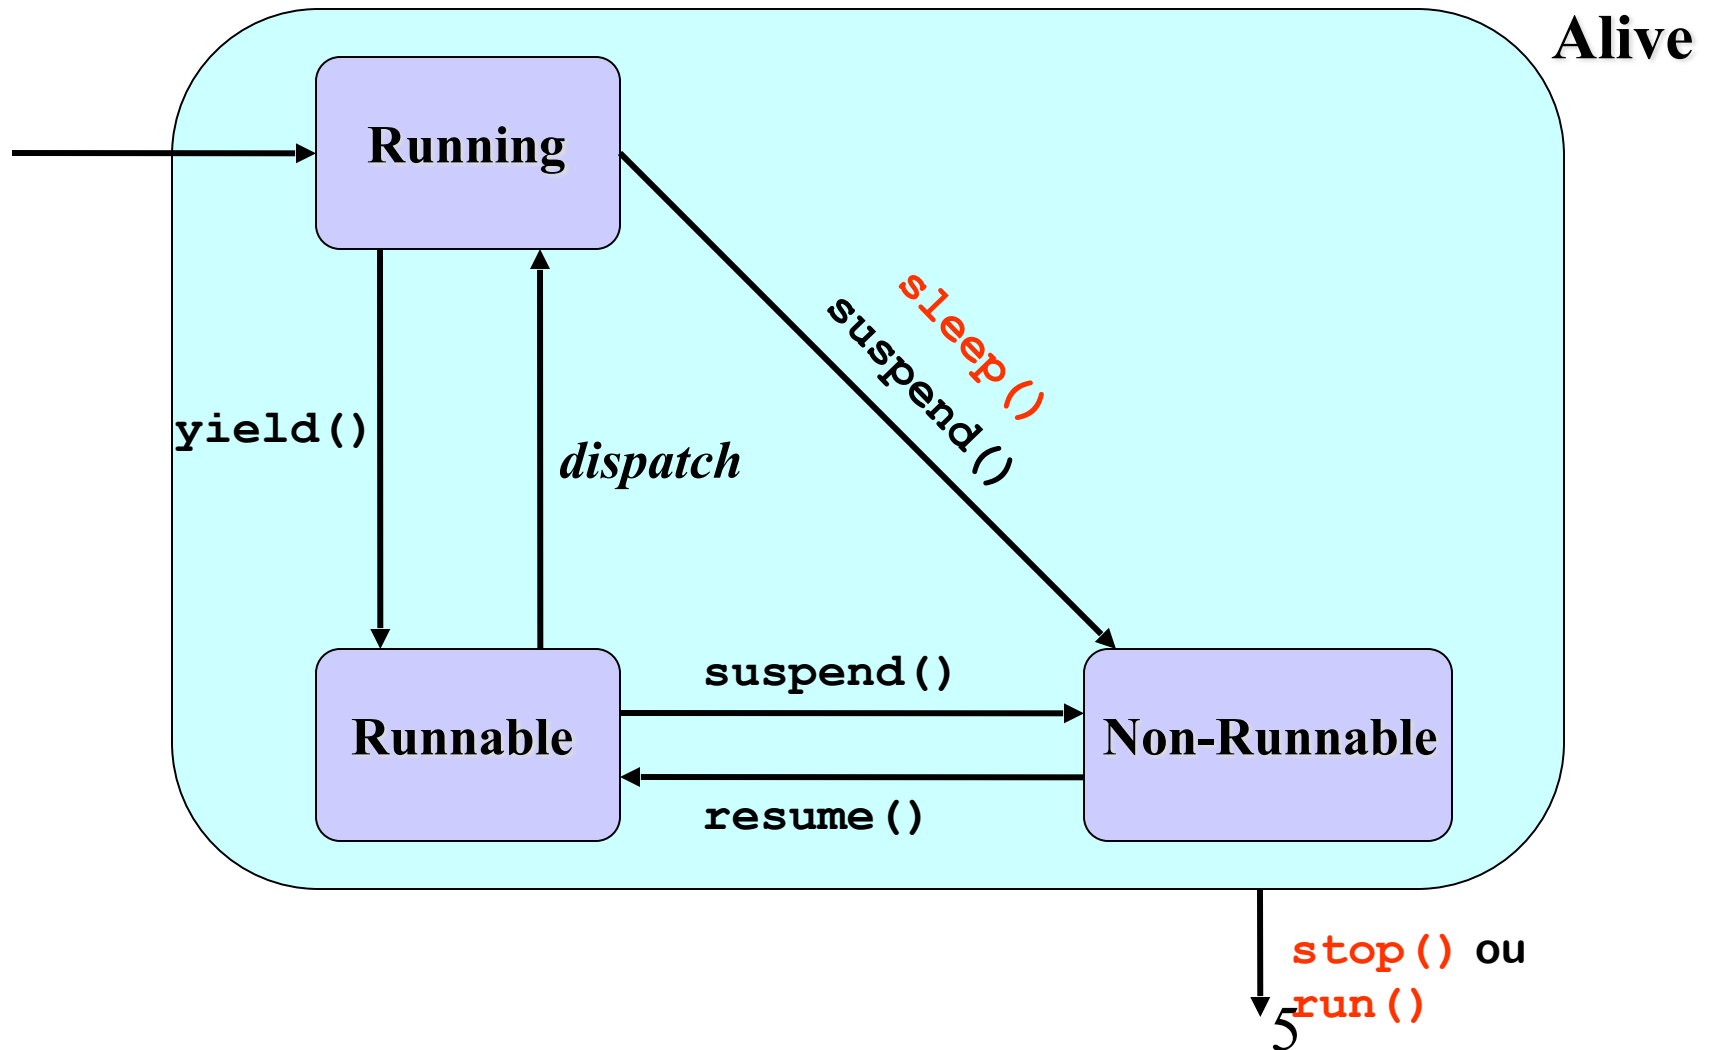 Alive
Running
sleep()
suspend()
yield()
dispatch
suspend()
Runnable
Non-Runnable
resume()
stop() ou
run()
5